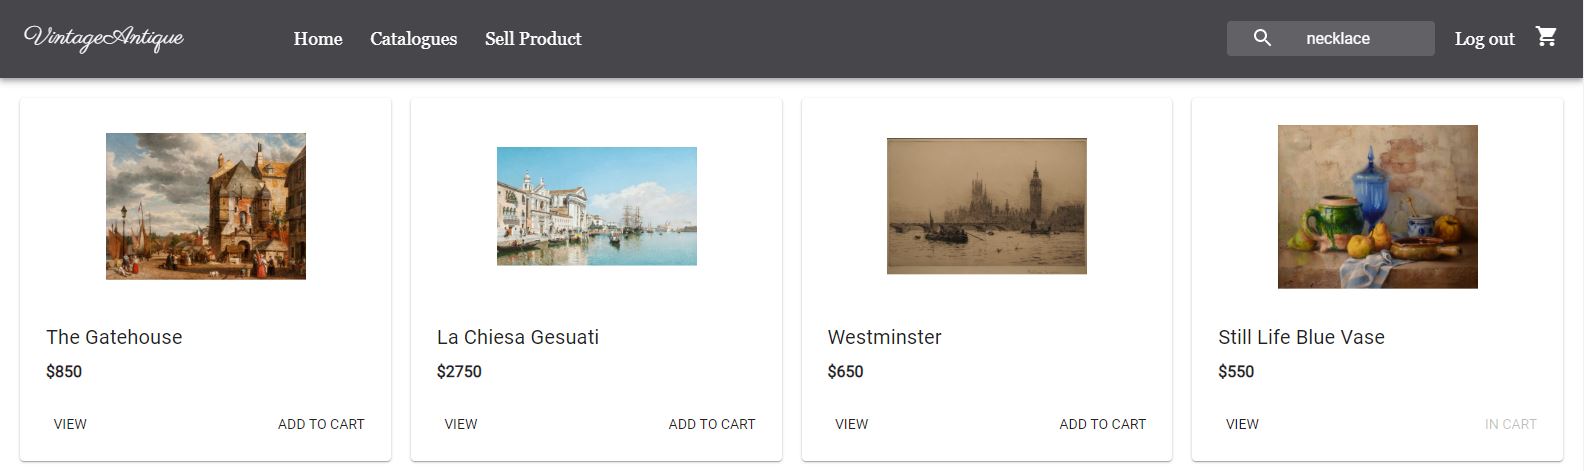 VintageAntique Home Catalogues Sell Product necklace Log out
The Gatehouse
$850
VIEW ADD TO CART
La Chiesa Gesuati
$2750
VIEW ADD TO CART
Westminster
$650
VIEW ADD TO CART
Still Life Blue Vase
$550
VIEW IN CART